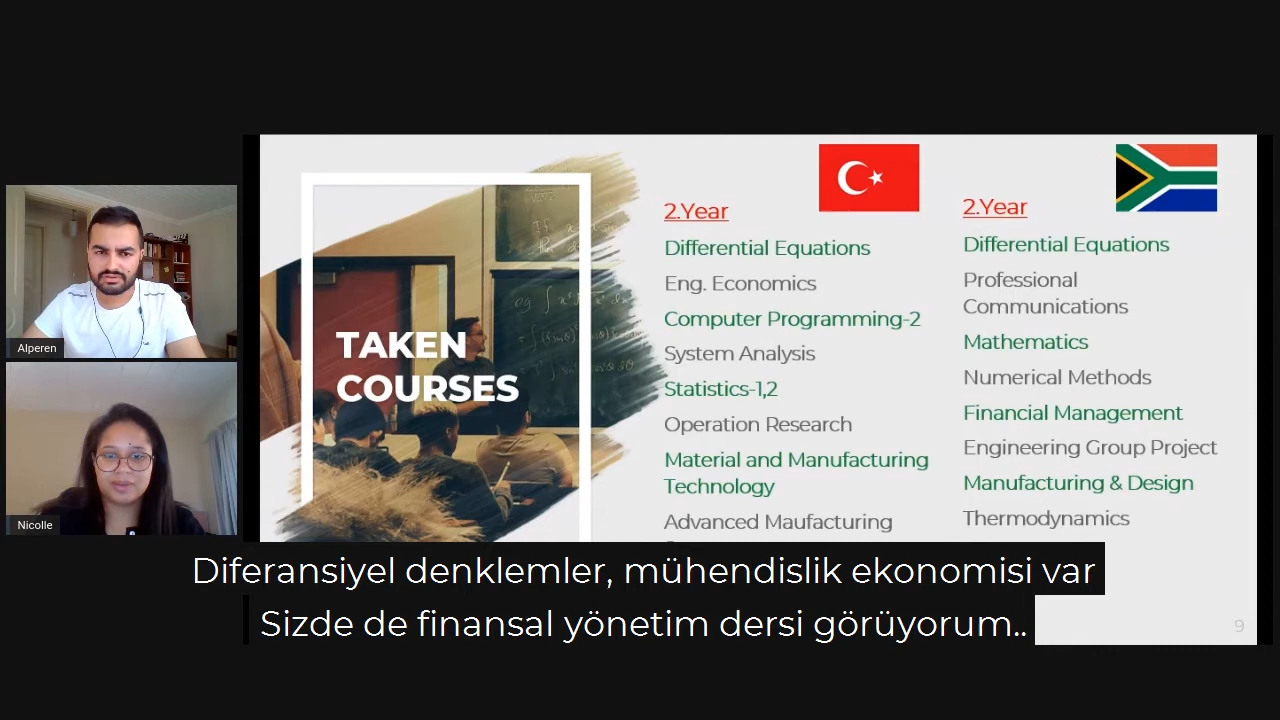 Alperen
Nicolle
TAKEN
COURSES
2.Year
Differential Equations
Eng. Economics
Computer Programming-2
System Analysis
Statistics-1,2
Operation Research
Material and Manufacturing
Technology
Advanced Maufacturing
2.Year
Differential Equations
Professional
Communications
Mathematics
Numerical Methods
Financial Management
Engineering Group Project
Manufacturing & Design
Thermodynamics
Diferansiyel denklemler, mühendislik ekonomisi var
Sizde de finansal yönetim dersi görüyorum..
9